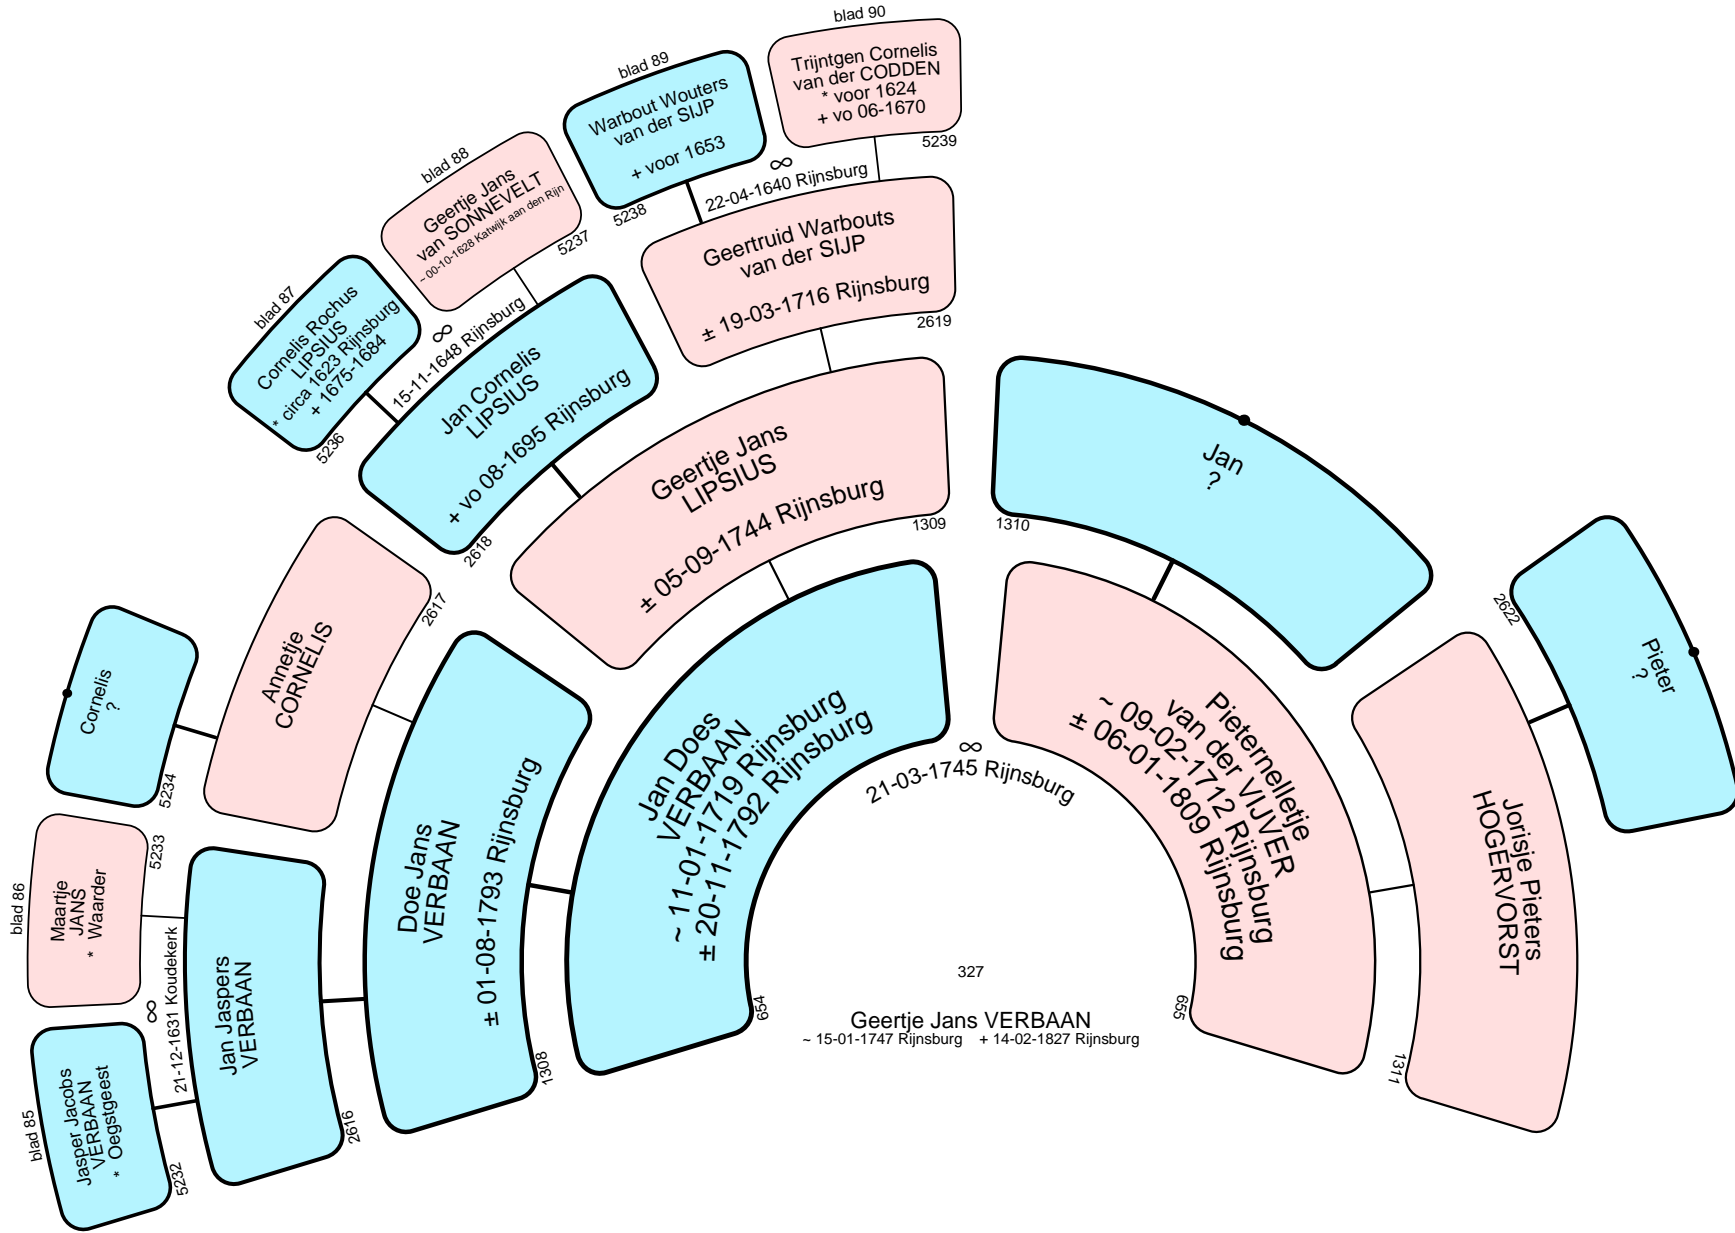 blad 90
Trijntgen Cornelis
van der CODDEN
* voor 1624
+ vo 06-1670
5239
blad 89
Warbout Wouters
van der SIJP
+ voor 1653
5238
∞
22-04-1640 Rijnsburg
blad 88
Geertje Jans
van SONNEVELT
~ 00-10-1628 Katwijk aan den Rijn
5237
blad 87
Cornelis Rochus
LIPSIUS
* circa 1623 Rijnsburg
+ 1675-1684
5236
∞
15-11-1648 Rijnsburg
Geertruid Warbouts
van der SIJP
± 19-03-1716 Rijnsburg
2619
Jan Cornelis
LIPSIUS
+ vo 08-1695 Rijnsburg
2618
Geertje Jans
LIPSIUS
± 05-09-1744 Rijnsburg
1309
Jan
?
1310
Pieter
?
2622
Annetje
CORNELIS
2617
Cornelis
?
5234
Maartje
JANS
* Waarder
5233
blad 86
∞
21-12-1631 Koudekerk
Jasper Jacobs
VERBAAN
* Oegstgeest
5232
blad 85
Jan Jaspers
VERBAAN
2616
Doe Jans
VERBAAN
± 01-08-1793 Rijnsburg
1308
Jan Does
VERBAAN
~ 11-01-1719 Rijnsburg
± 20-11-1792 Rijnsburg
654
∞
21-03-1745 Rijnsburg
Pieternelletje
van der VIJVER
~ 09-02-1712 Rijnsburg
± 06-01-1809 Rijnsburg
655
Jorisje Pieters
HOGERVORST
1311
327
Geertje Jans VERBAAN
~ 15-01-1747 Rijnsburg + 14-02-1827 Rijnsburg